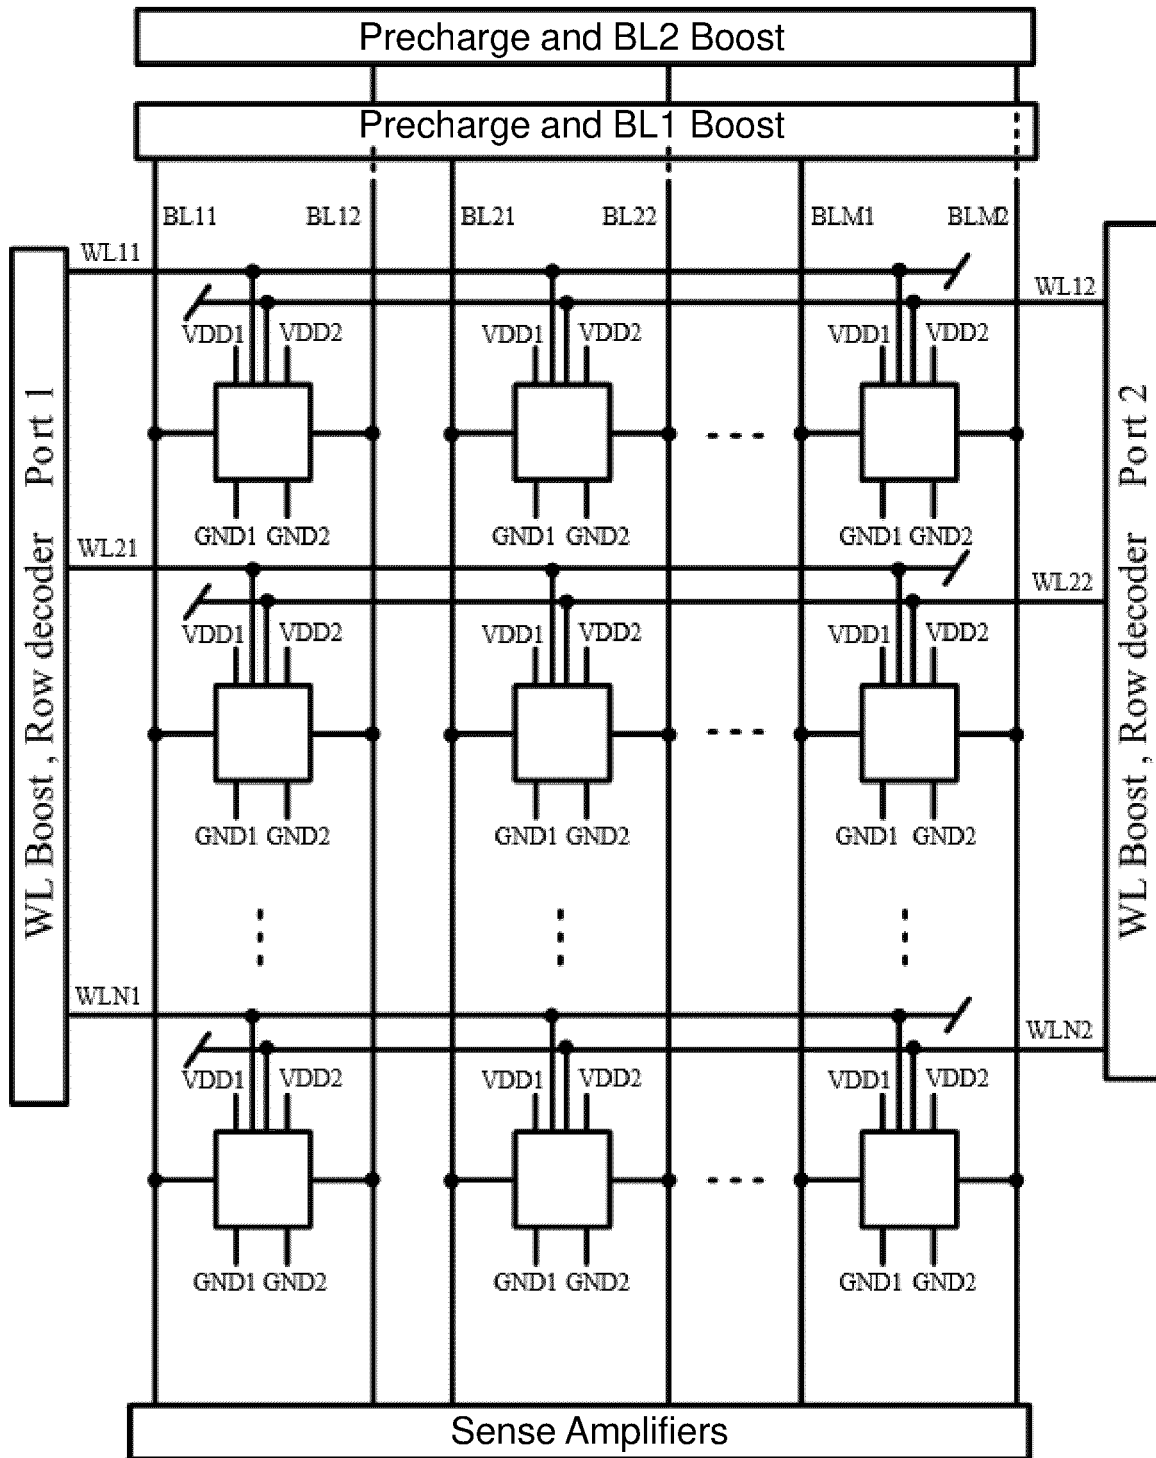 Precharge and BL2 Boost
Precharge and BL1 Boost
BL11 BL12 BL21 BL22 BLM1 BLM2
WL11
WL12
VDD1 VDD2 VDD1 VDD2 VDD1 VDD2
GND1 GND2 GND1 GND2 GND1 GND2
WL21
WL22
VDD1 VDD2 VDD1 VDD2 VDD1 VDD2
GND1 GND2 GND1 GND2 GND1 GND2
WLN1
WLN2
VDD1 VDD2 VDD1 VDD2 VDD1 VDD2
GND1 GND2 GND1 GND2 GND1 GND2
WL Boost , Row decoder Port 1
WL Boost , Row decoder Port 2
Sense Amplifiers